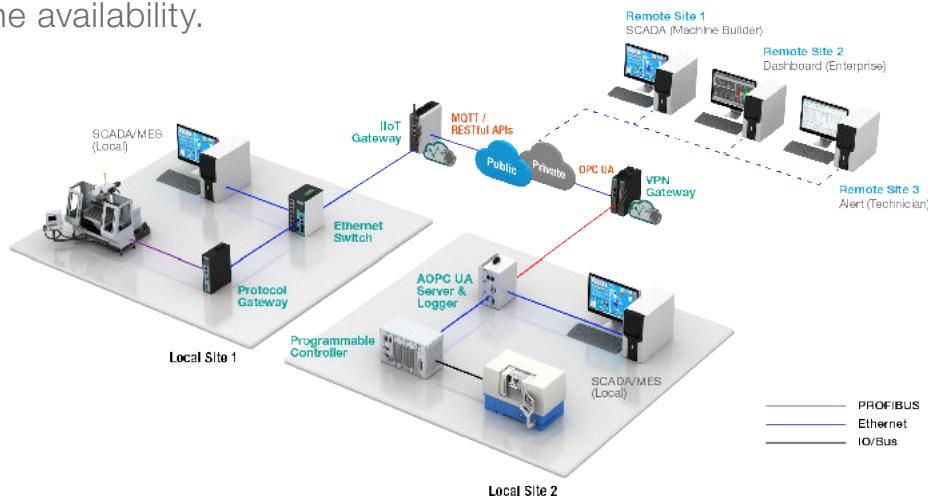 ne availability.
Remote Site 1
SCADA (Machine Builder)
Remote Site 2
Dashboard (Enterprise)
MQTT /
RESTful APIs
IIoT
Gateway
SCADA/MES
(Local)
Public
Private
OPC UA
VPN
Gateway
Remote Site 3
Alert (Technician)
Ethernet
Switch
Protocol
Gateway
AOPC UA
Server &
Logger
Programmable
Controller
Local Site 1
SCADA/MES
(Local)
PROFIBUS
Ethernet
IO/Bus
Local Site 2